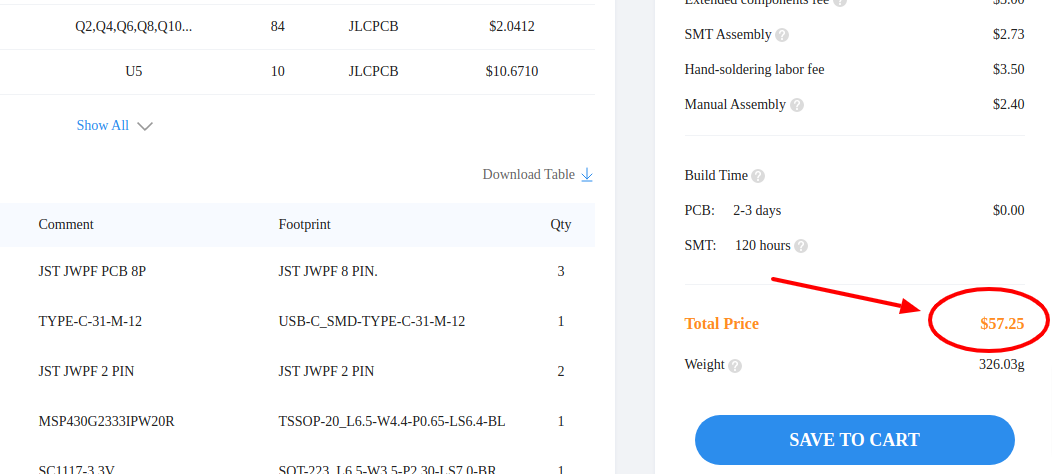 Q2,Q4,Q6,Q8,Q10... 84 JLCPCB $2.0412
U5 10 JLCPCB $10.6710
Show All
Download Table
Comment Footprint Qty
JST JWPF PCB 8P JST JWPF 8 PIN. 3
TYPE-C-31-M-12 USB-C_SMD-TYPE-C-31-M-12 1
JST JWPF 2 PIN JST JWPF 2 PIN 2
MSP430G2333IPW20R TSSOP-20_L6.5-W4.4-P0.65-LS6.4-BL 1
SC1117-3.3V SOT-223_L6.5-W3.5-P2.30-LS7.0-BR 1
Extended components fee ? $3.00
SMT Assembly ? $2.73
Hand-soldering labor fee $3.50
Manual Assembly ? $2.40
Build Time ?
PCB: 2-3 days $0.00
SMT: 120 hours ?
Total Price $57.25
Weight ? 326.03g
SAVE TO CART